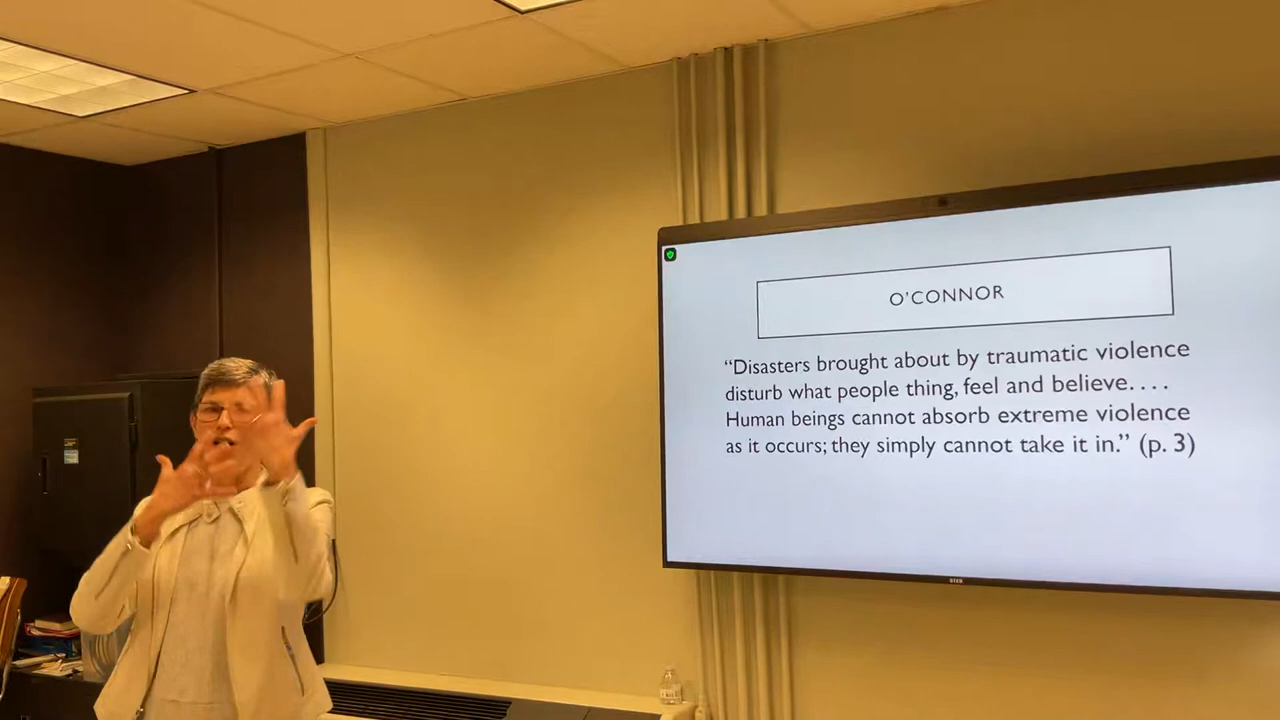 O'CONNOR
“Disasters brought about by traumatic violence
disturb what people thing, feel and believe. . . .
Human beings cannot absorb extreme violence
as it occurs; they simply cannot take it in.” (p. 3)